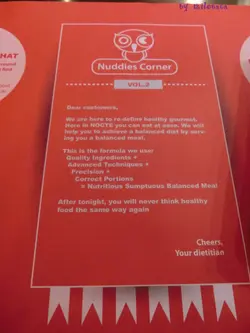 by
HAT
Nuddies Corner
VOL.2
Dear customers,
We are here to re-define healthy gourmet.
Here in NOCTE you can eat at ease. We will
help you to achieve a balanced diet by serv-
ing you a balanced meal.
This is the formula we use:
Quality Ingredients +
Advanced Techniques +
Precision +
Correct Portions
= Nutritious Sumptuous Balanced Meal
After tonight, you will never think healthy
food the same way again
Cheers,
Your dietitian